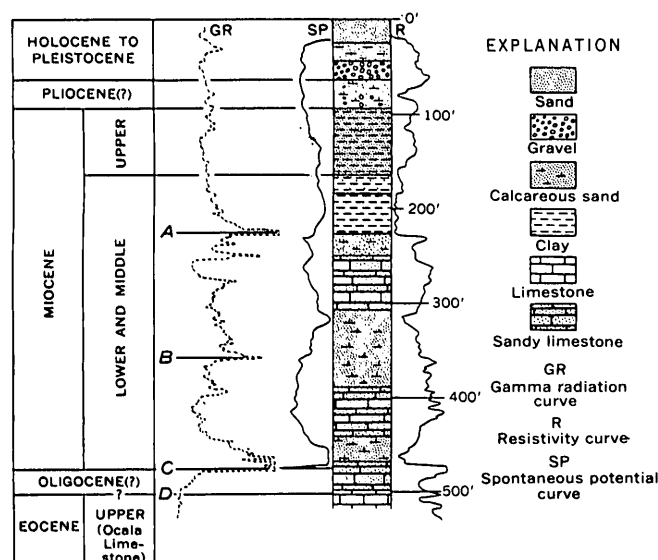 GR
SP
R
0'
HOLOCENE TO
PLEISTOCENE
PLIOCENE(?)
100'
UPPER
200'
A
MIOCENE
LOWER AND MIDDLE
300'
B
400'
C
OLIGOCENE(?)
?
D
500'
EOCENE
UPPER
(Ocala
Lime-
stone)
EXPLANATION
Sand
Gravel
Calcareous sand
Clay
Limestone
Sandy limestone
GR
Gamma radiation
curve
R
Resistivity curve
SP
Spontaneous potential
curve